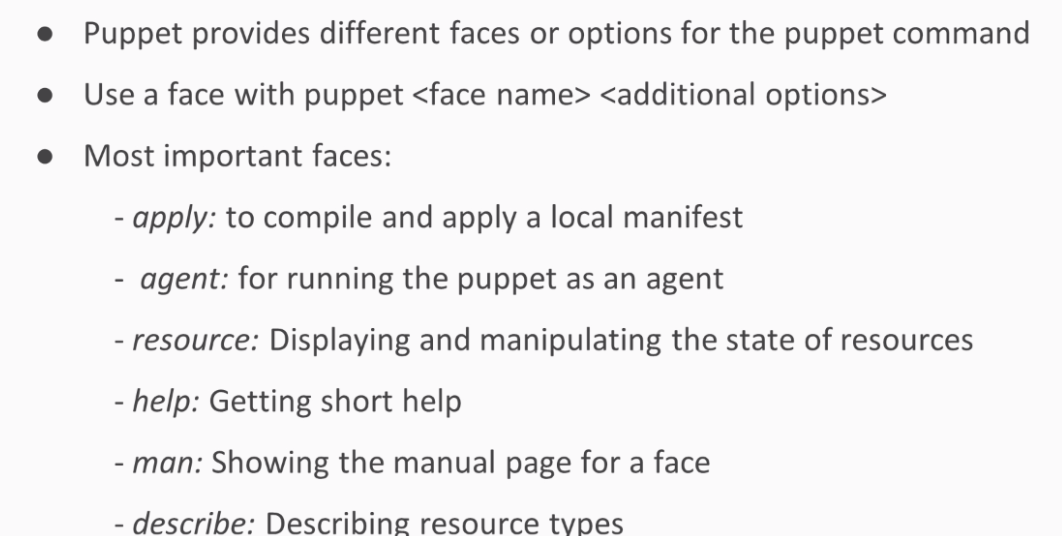 ● Puppet provides different faces or options for the puppet command
● Use a face with puppet <face name> <additional options>
● Most important faces:
- apply: to compile and apply a local manifest
- agent: for running the puppet as an agent
- resource: Displaying and manipulating the state of resources
- help: Getting short help
- man: Showing the manual page for a face
- describe: Describing resource types